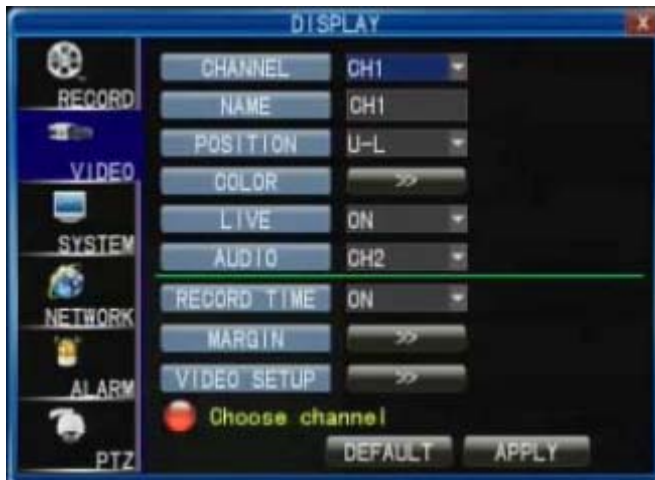 DISPLAY X
RECORD
VIDEO
SYSTEM
NETWORK
ALARM
PTZ
CHANNEL CH1
NAME CH1
POSITION U-L
COLOR >>
LIVE ON
AUDIO CH2
RECORD TIME ON
MARGIN >>
VIDEO SETUP >>
Choose channel
DEFAULT APPLY